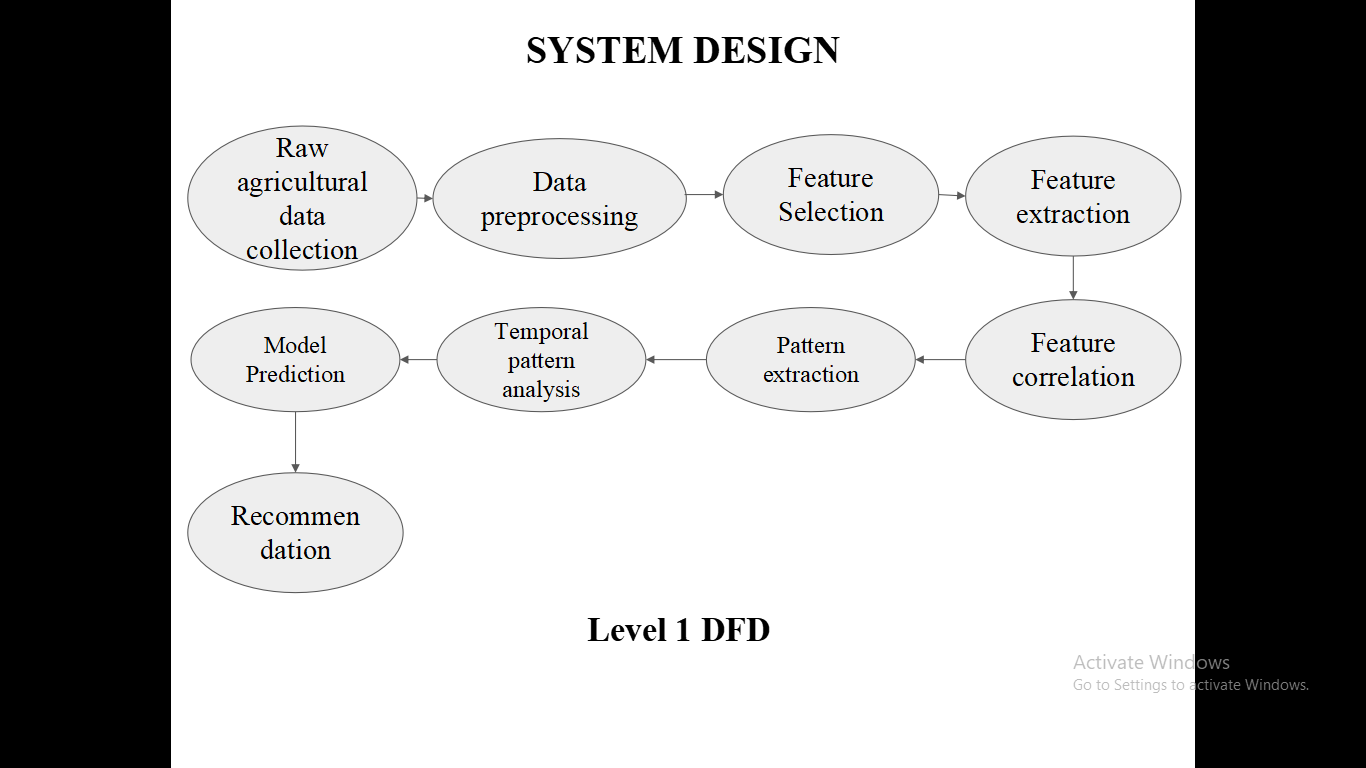 SYSTEM DESIGN
Raw
agricultural
data
collection
Data
preprocessing
Feature
Selection
Feature
extraction
Feature
correlation
Pattern
extraction
Temporal
pattern
analysis
Model
Prediction
Recommen
dation
Level 1 DFD
Activate Windows
Go to Settings to activate Windows.